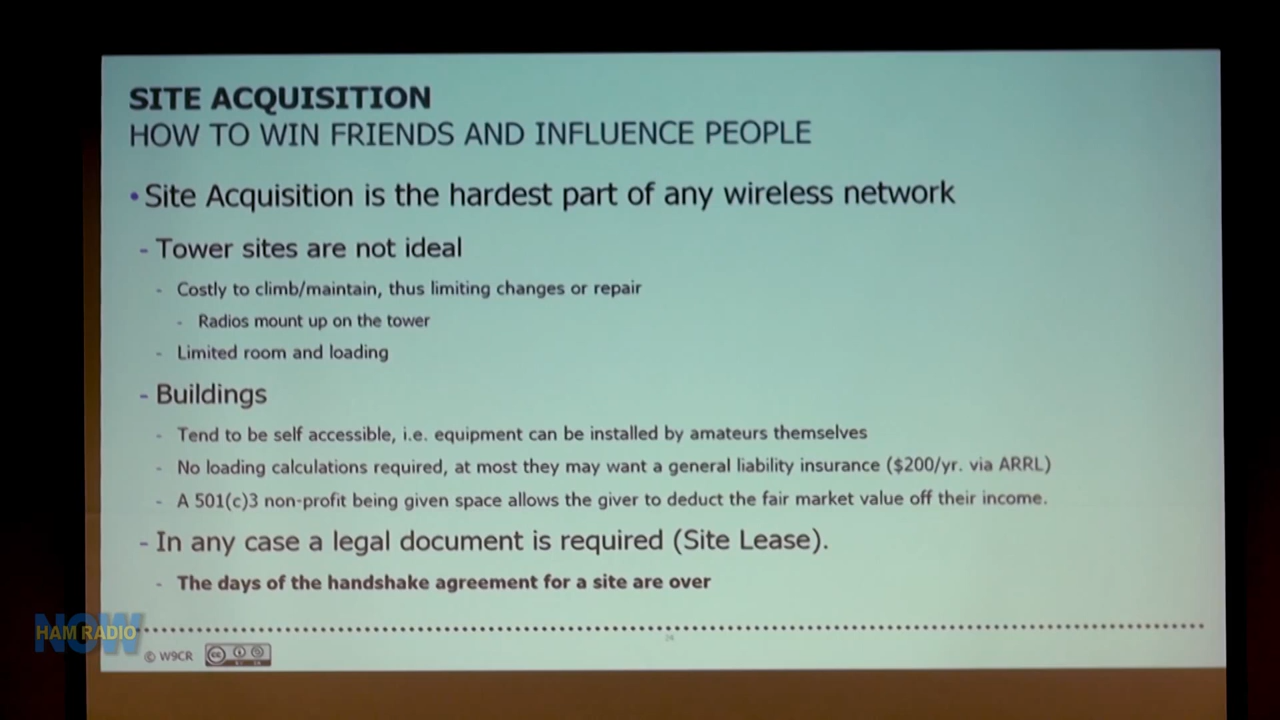 SITE ACQUISITION
HOW TO WIN FRIENDS AND INFLUENCE PEOPLE
• Site Acquisition is the hardest part of any wireless network
- Tower sites are not ideal
- Costly to climb/maintain, thus limiting changes or repair
- Radios mount up on the tower
- Limited room and loading
- Buildings
- Tend to be self accessible, i.e. equipment can be installed by amateurs themselves
- No loading calculations required, at most they may want a general liability insurance ($200/yr. via ARRL)
- A 501(c)3 non-profit being given space allows the giver to deduct the fair market value off their income.
- In any case a legal document is required (Site Lease).
- The days of the handshake agreement for a site are over
NOW
HAM RADIO
© W9CR
cc